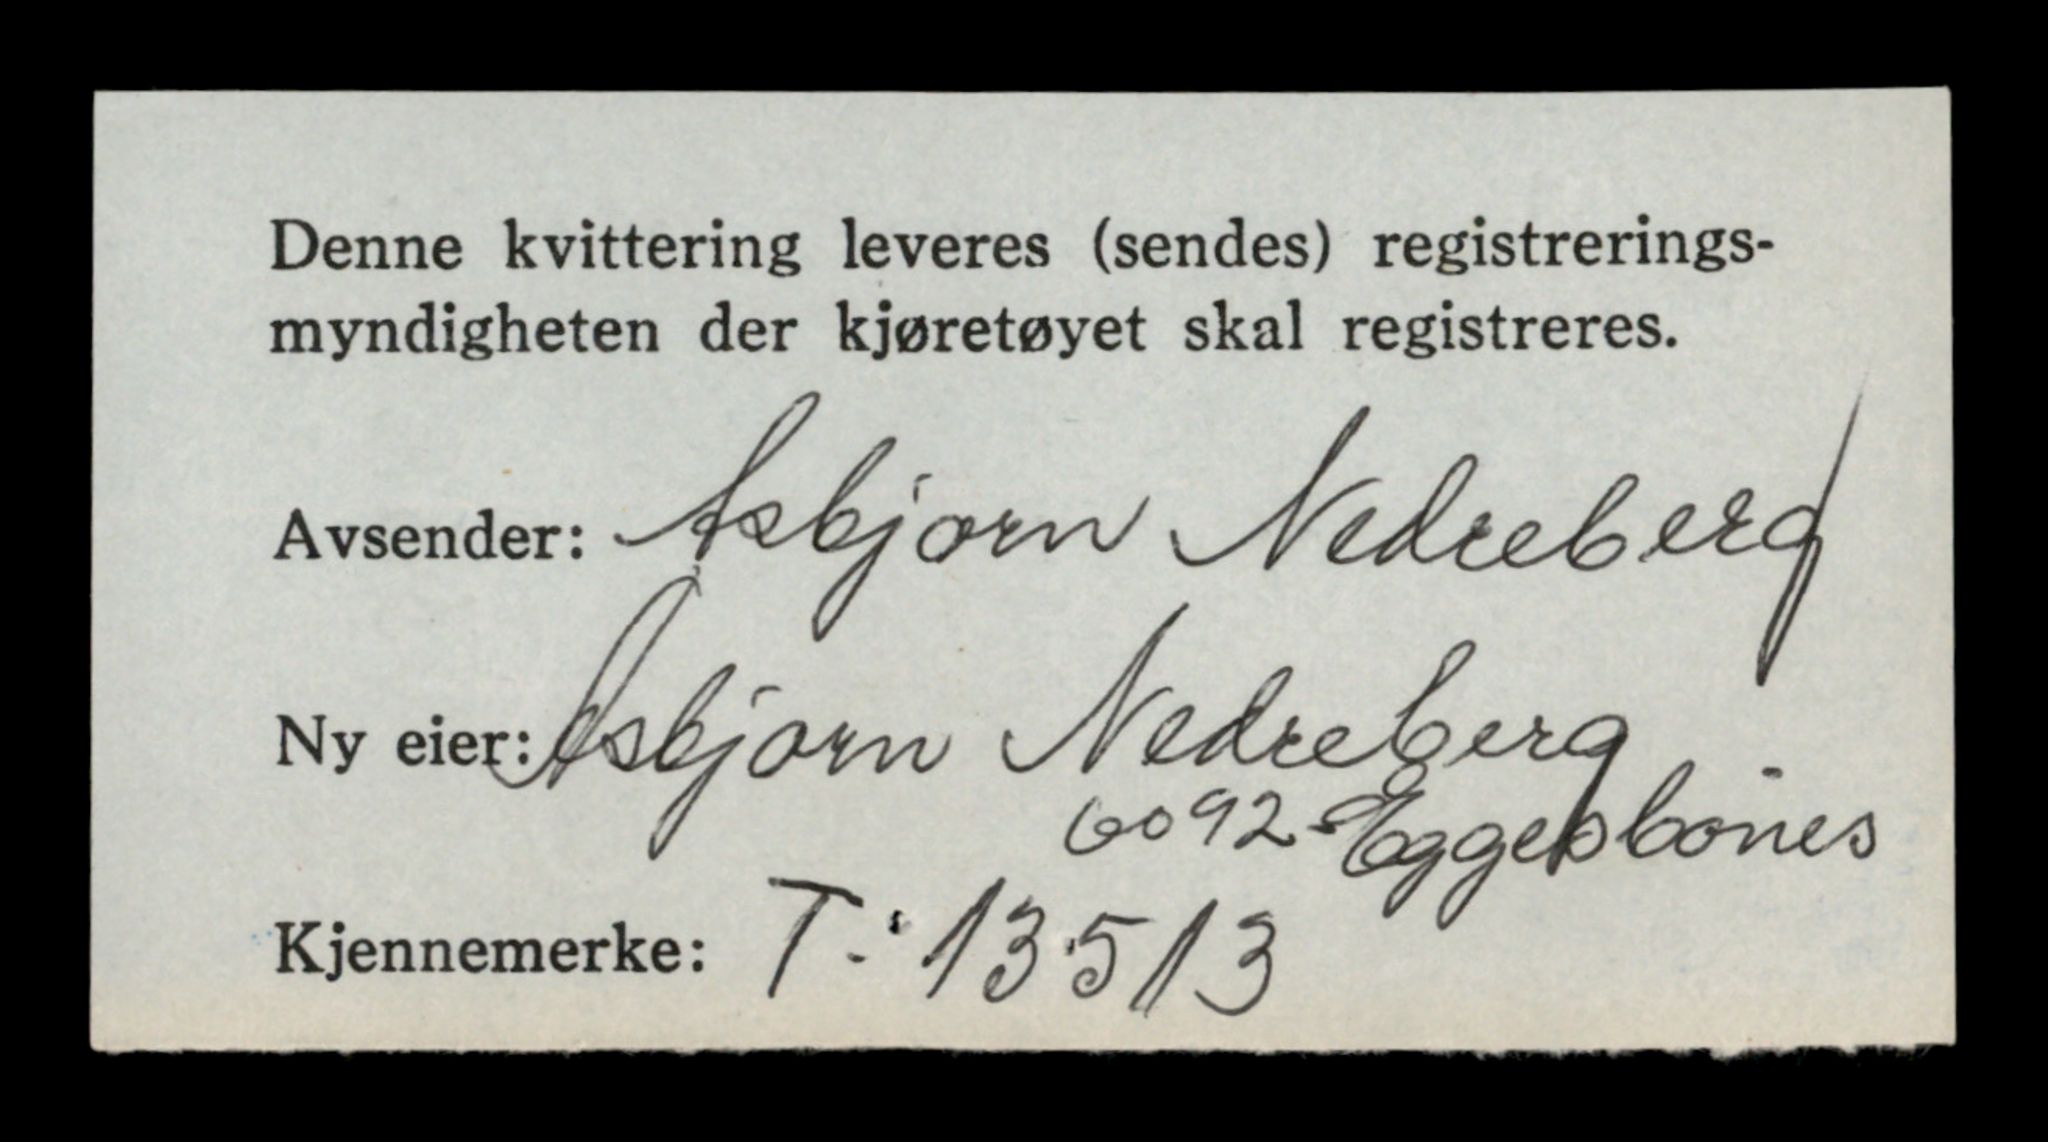 Denne kvittering leveres (sendes) registrerings-
myndigheten der kjøretøyet skal registreres.
Avsender: Asbjørn Nedreberg
Ny eier: Asbjørn Nedreberg
6092 Eggesbønes
Kjennemerke: T.: 13513